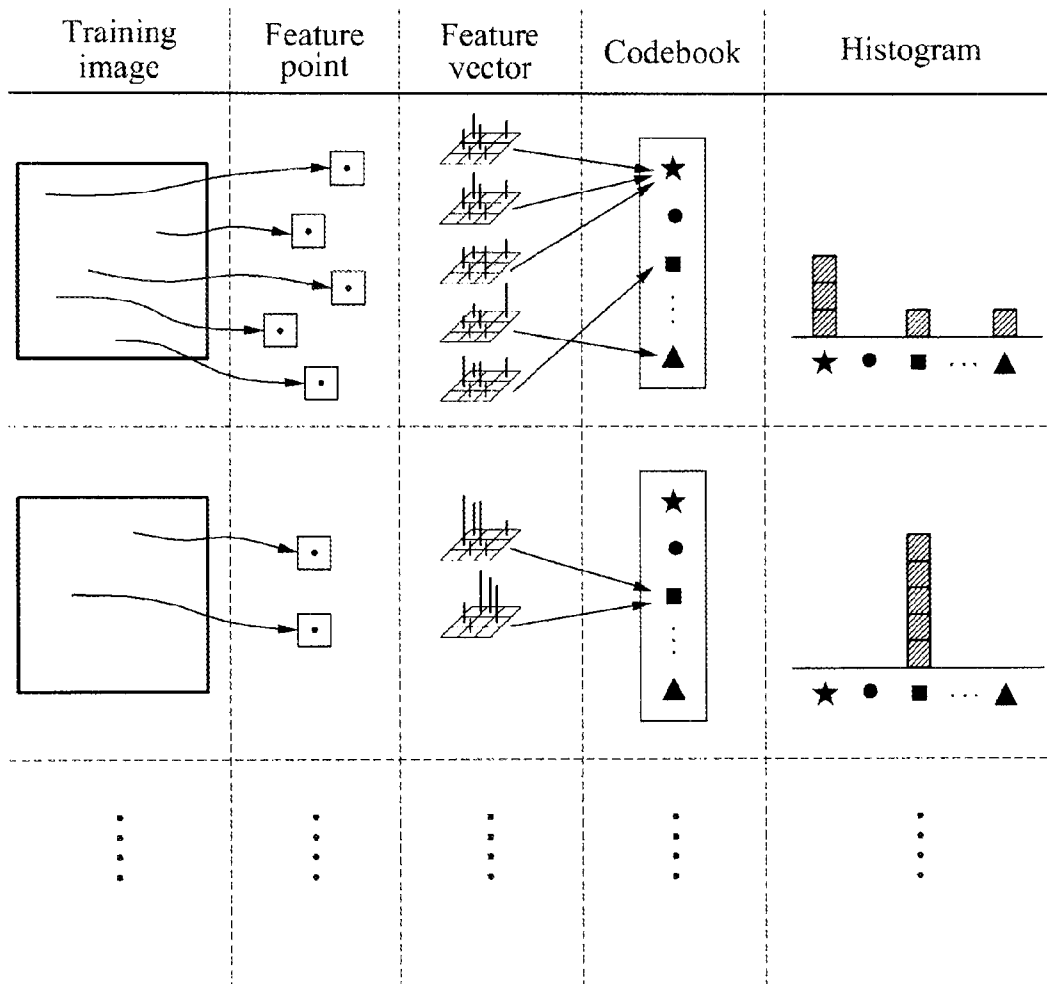 Training
image
Feature
point
Feature
vector
Codebook
Histogram